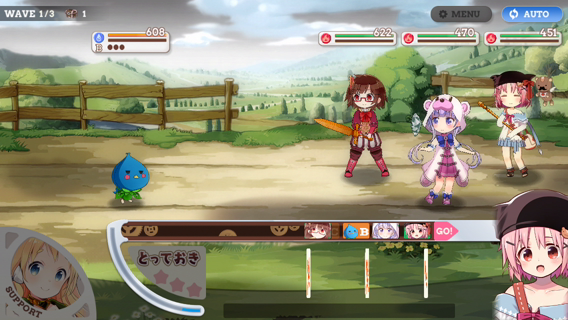 WAVE 1/3 1
MENU
AUTO
608
B
622
470
451
B
GO!
とっておき
SUPPORT